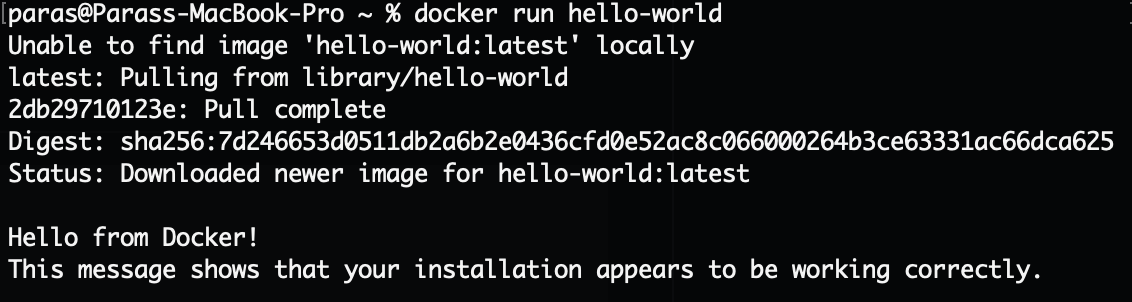 [paras@Parass-MacBook-Pro ~ % docker run hello-world
Unable to find image 'hello-world:latest' locally
latest: Pulling from library/hello-world
2db29710123e: Pull complete
Digest: sha256:7d246653d0511db2a6b2e0436cfd0e52ac8c066000264b3ce63331ac66dca625
Status: Downloaded newer image for hello-world:latest
Hello from Docker!
This message shows that your installation appears to be working correctly.